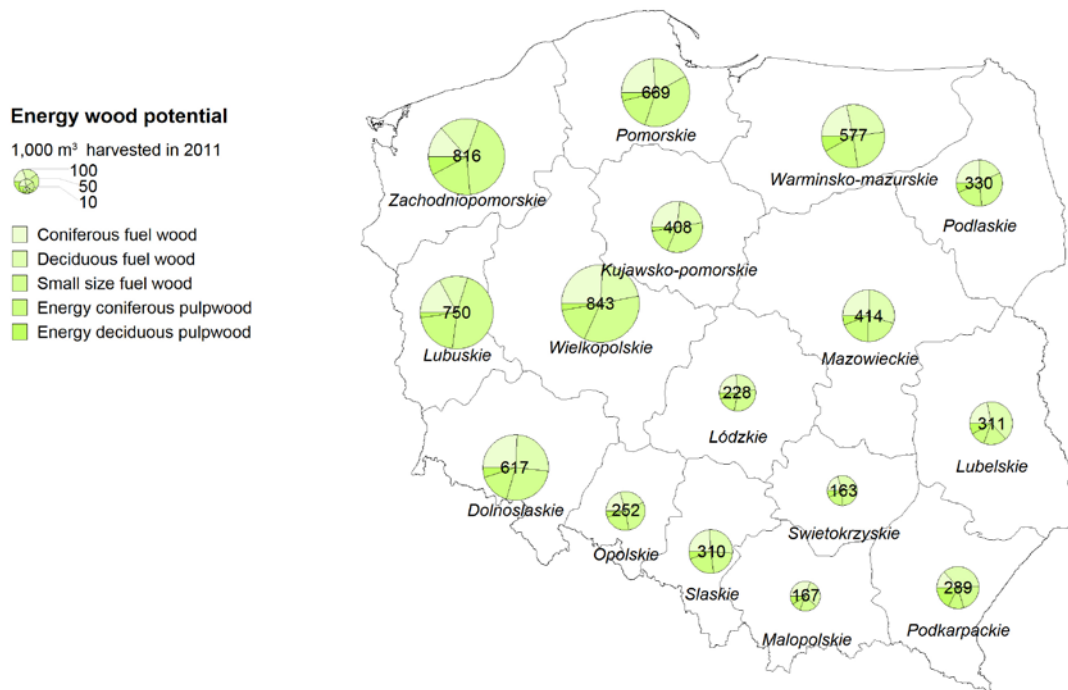 Energy wood potential
1,000 m³ harvested in 2011
100
50
10
Coniferous fuel wood
Deciduous fuel wood
Small size fuel wood
Energy coniferous pulpwood
Energy deciduous pulpwood
669
Pomorskie
816
Zachodniopomorskie
577
Warminsko-mazurskie
330
Podlaskie
408
Kujawsko-pomorskie
750
Lubuskie
843
Wielkopolskie
414
Mazowieckie
228
Lódzkie
311
Lubelskie
617
Dolnoslaskie
252
Opolskie
163
Swietokrzyskie
310
Slaskie
167
Malopolskie
289
Podkarpackie